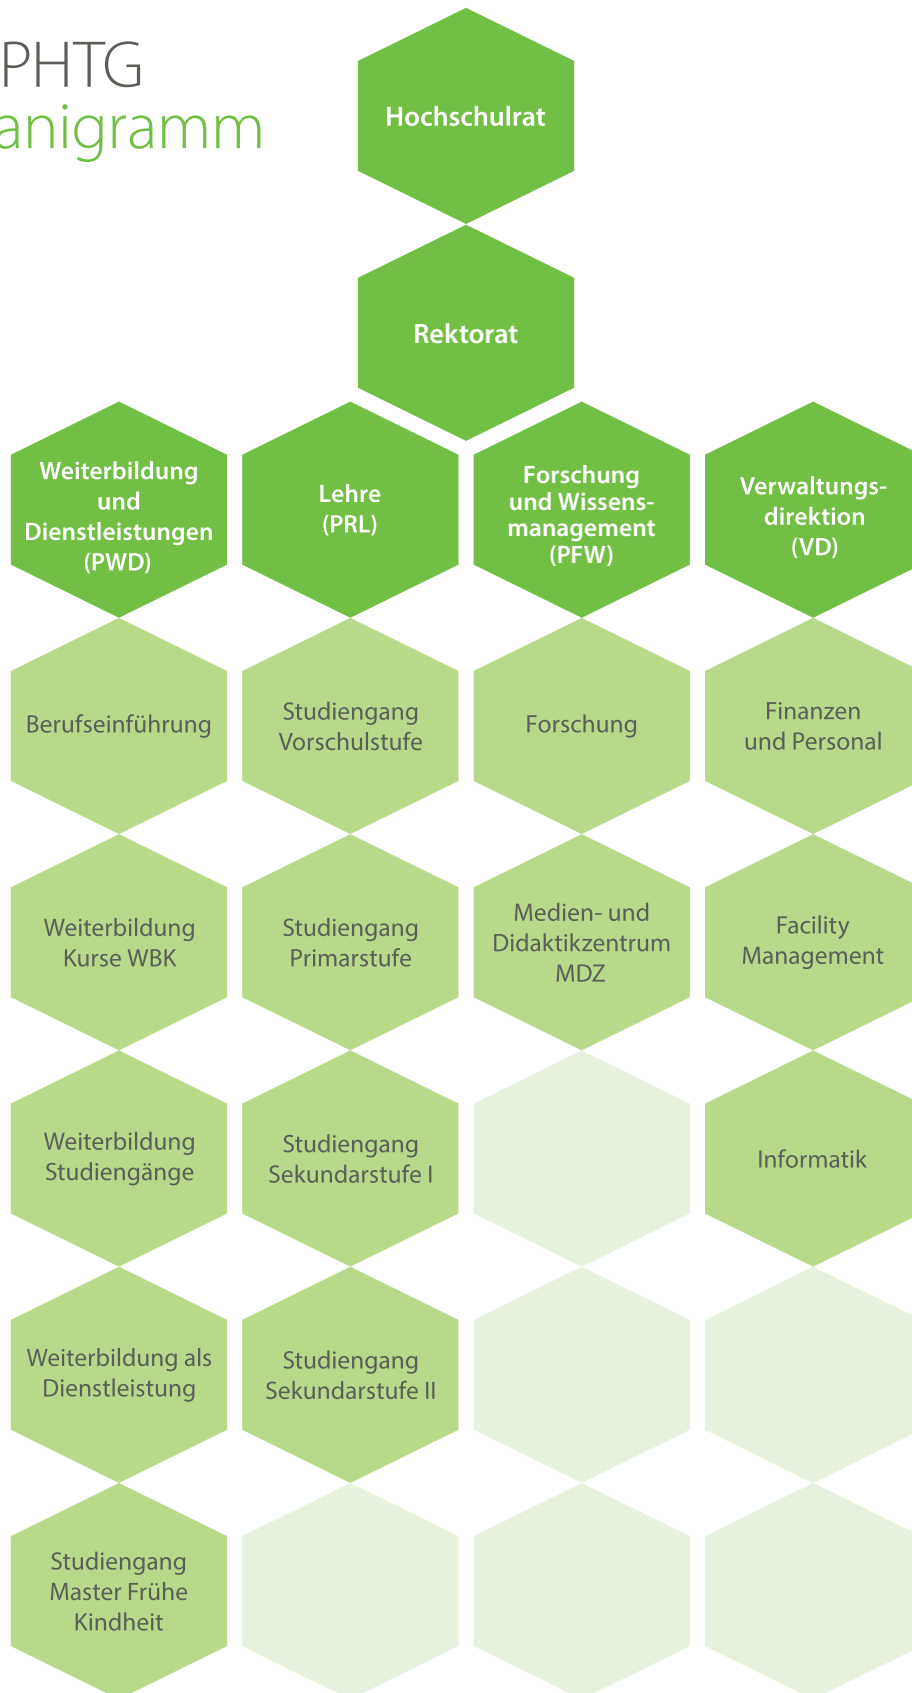 PHTG
anigramm
Hochschulrat
Rektorat
Weiterbildung
und
Dienstleistungen
(PWD)
Lehre
(PRL)
Forschung
und Wissens-
management
(PFW)
Verwaltungs-
direktion
(VD)
Berufseinführung
Studiengang
Vorschulstufe
Forschung
Finanzen
und Personal
Weiterbildung
Kurse WBK
Studiengang
Primarstufe
Medien- und
Didaktikzentrum
MDZ
Facility
Management
Weiterbildung
Studiengänge
Studiengang
Sekundarstufe I
Informatik
Weiterbildung als
Dienstleistung
Studiengang
Sekundarstufe II
Studiengang
Master Frühe
Kindheit